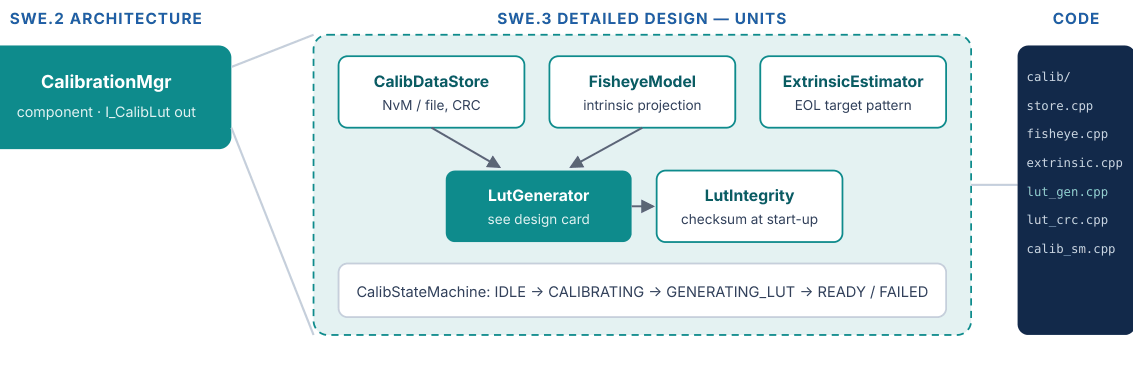 SWE.2 ARCHITECTURE
SWE.3 DETAILED DESIGN — UNITS
CODE
CalibrationMgr
component · I_CalibLut out
CalibDataStore
NvM / file, CRC
FisheyeModel
intrinsic projection
ExtrinsicEstimator
EOL target pattern
LutGenerator
see design card
LutIntegrity
checksum at start-up
CalibStateMachine: IDLE → CALIBRATING → GENERATING_LUT → READY / FAILED
calib/
store.cpp
fisheye.cpp
extrinsic.cpp
lut_gen.cpp
lut_crc.cpp
calib_sm.cpp